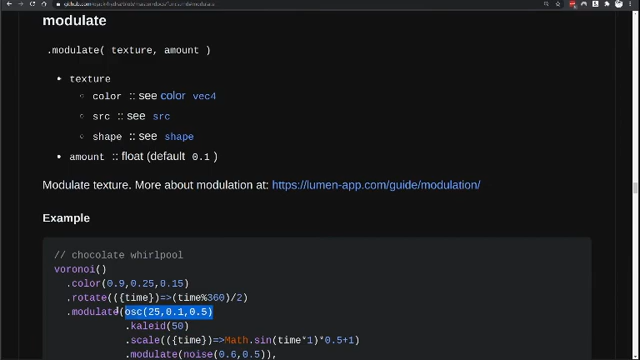 modulate
.modulate( texture, amount )
• texture
○ color :: see color vec4
○ src :: see src
○ shape :: see shape
• amount :: float (default 0.1 )
Modulate texture. More about modulation at: https://lumen-app.com/guide/modulation/
Example
// chocolate whirlpool
voronoi()
.color(0.9,0.25,0.15)
.rotate(({time})=>(time%360)/2)
.modulate(osc(25,0.1,0.5)
.kaleid(50)
.scale(({time})=>Math.sin(time*1)*0.5+1)
.modulate(noise(0.6,0.5)),